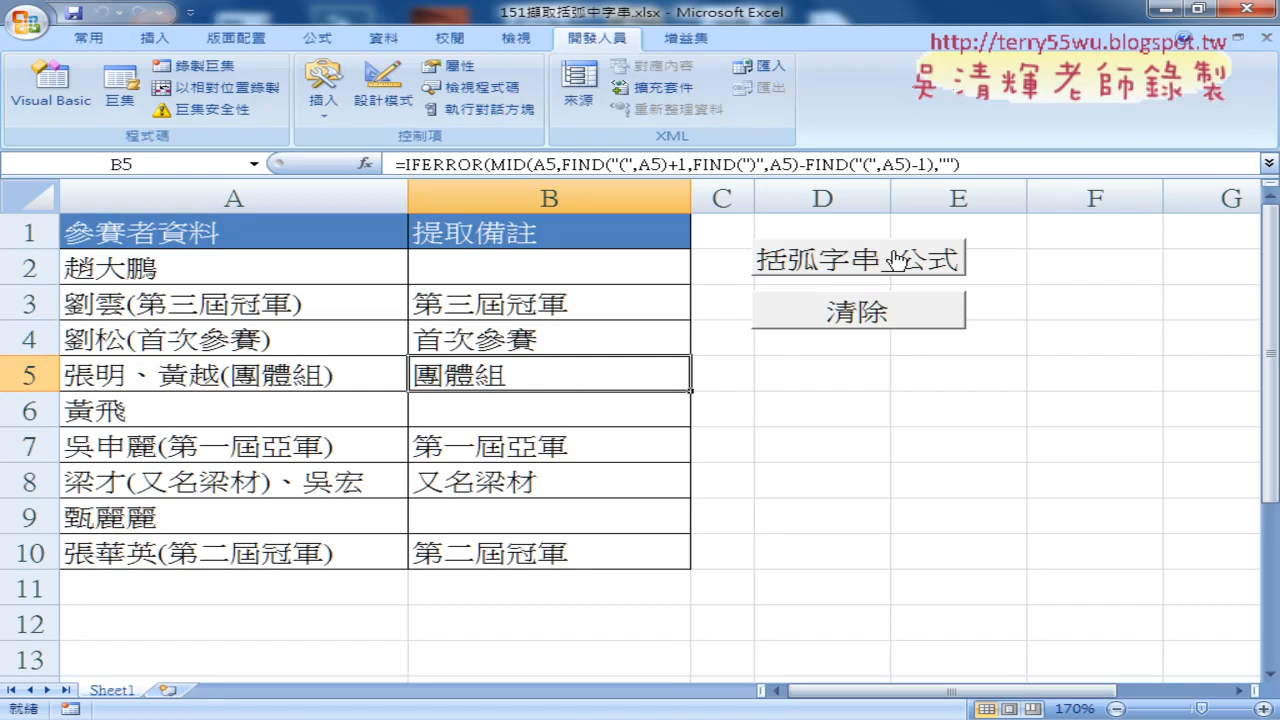 151擷取括弧中字串.xlsx - Microsoft Excel
常用 插入 版面配置 公式 資料 校閱 檢視 開發人員 增益集
http://terry55wu.blogspot.tw
吳清輝老師錄製
Visual Basic 巨集 錄製巨集 以相對位置錄製 巨集安全性
插入 設計模式 屬性 檢視程式碼 執行對話方塊
來源 對應內容 擴充套件 重新整理資料 匯入 匯出
程式碼 控制項 XML
B5 fx =IFERROR(MID(A5,FIND("(",A5)+1,FIND(")",A5)-FIND("(",A5)-1),"")
A B C D E F G
1 參賽者資料 提取備註
2 趙大鵬
括弧字串_公式
3 劉雲(第三屆冠軍) 第三屆冠軍
清除
4 劉松(首次參賽) 首次參賽
5 張明、黃越(團體組) 團體組
6 黃飛
7 吳申麗(第一屆亞軍) 第一屆亞軍
8 梁才(又名梁材)、吳宏 又名梁材
9 甄麗麗
10 張華英(第二屆冠軍) 第二屆冠軍
11
12
13
Sheet1
就緒 170%